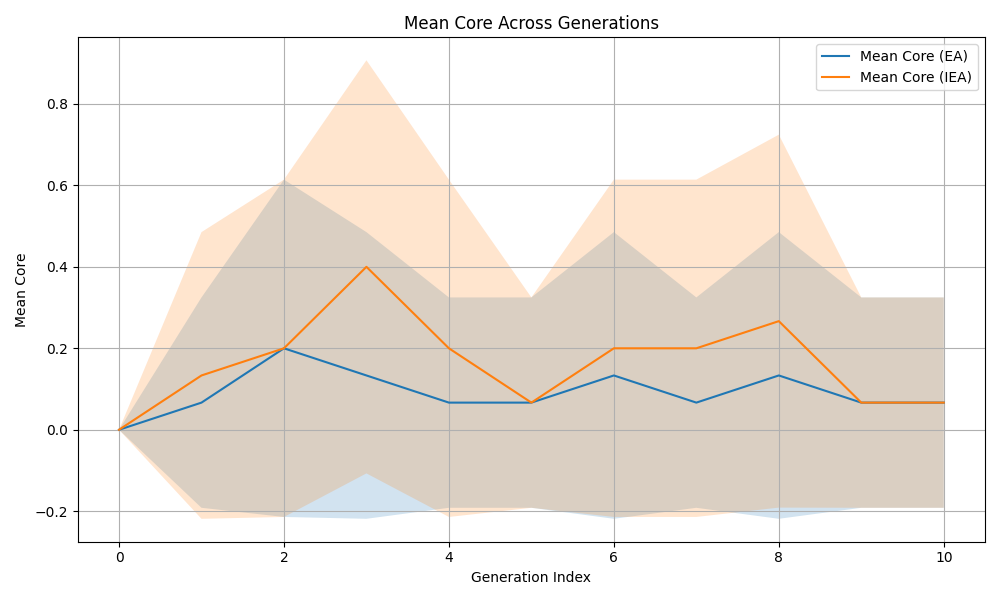 Mean Core Across Generations
Mean Core (EA)
Mean Core (IEA)
Mean Core
0.8
0.6
0.4
0.2
0.0
−0.2
0 2 4 6 8 10
Generation Index